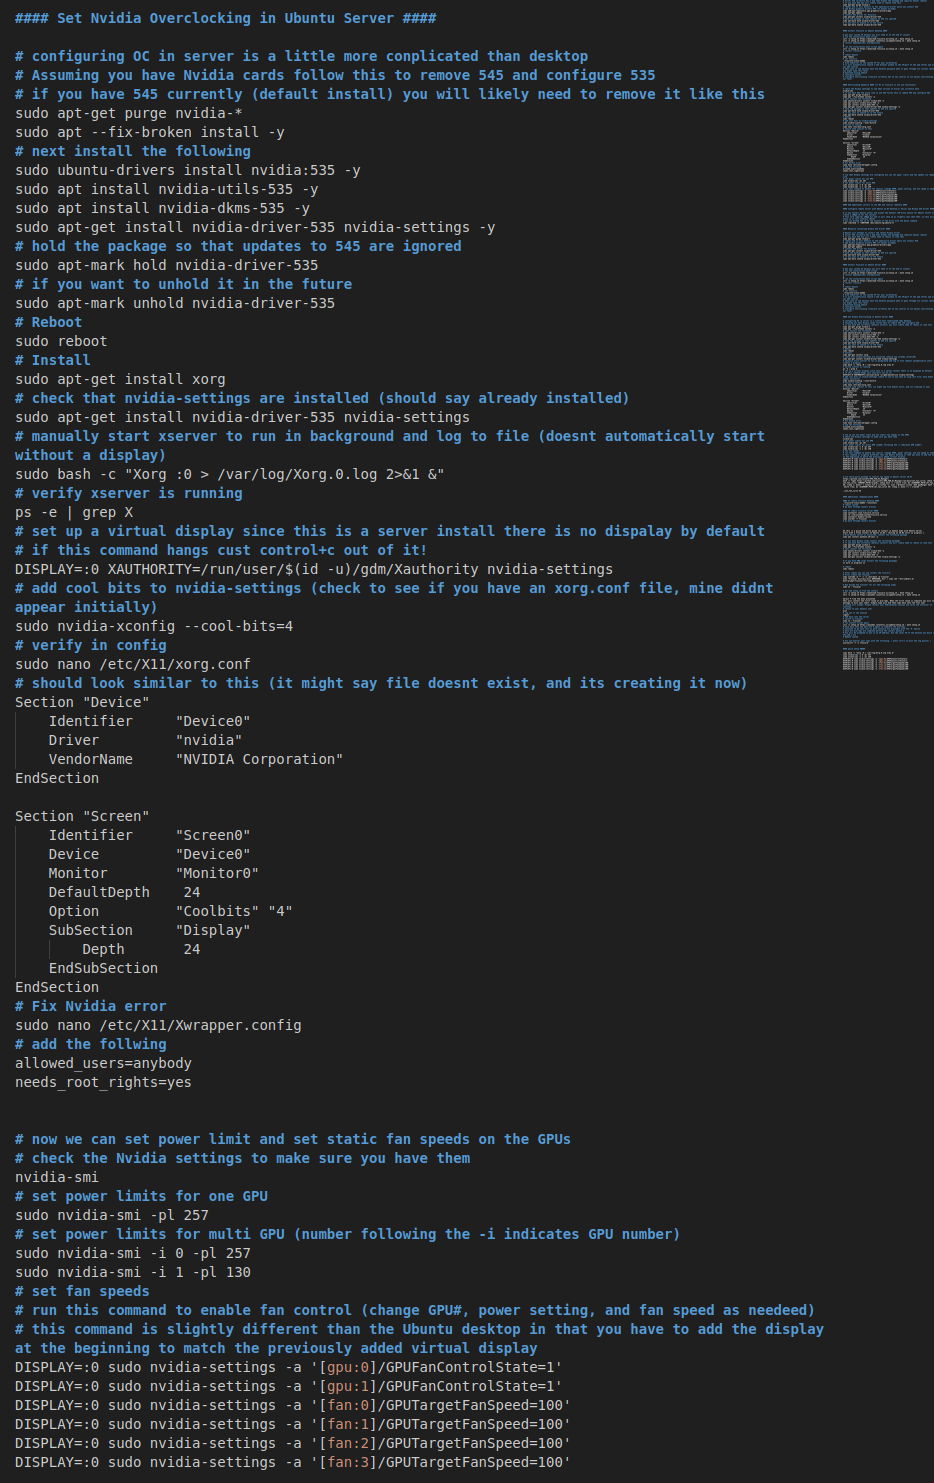 #### Set Nvidia Overclocking in Ubuntu Server ####
# configuring OC in server is a little more conplicated than desktop
# Assuming you have Nvidia cards follow this to remove 545 and configure 535
# if you have 545 currently (default install) you will likely need to remove it like this
sudo apt-get purge nvidia-*
sudo apt --fix-broken install -y
# next install the following
sudo ubuntu-drivers install nvidia:535 -y
sudo apt install nvidia-utils-535 -y
sudo apt install nvidia-dkms-535 -y
sudo apt-get install nvidia-driver-535 nvidia-settings -y
# hold the package so that updates to 545 are ignored
sudo apt-mark hold nvidia-driver-535
# if you want to unhold it in the future
sudo apt-mark unhold nvidia-driver-535
# Reboot
sudo reboot
# Install
sudo apt-get install xorg
# check that nvidia-settings are installed (should say already installed)
sudo apt-get install nvidia-driver-535 nvidia-settings
# manually start xserver to run in background and log to file (doesnt automatically start
without a display)
sudo bash -c "Xorg :0 > /var/log/Xorg.0.log 2>&1 &"
# verify xserver is running
ps -e | grep X
# set up a virtual display since this is a server install there is no dispalay by default
# if this command hangs cust control+c out of it!
DISPLAY=:0 XAUTHORITY=/run/user/$(id -u)/gdm/Xauthority nvidia-settings
# add cool bits to nvidia-settings (check to see if you have an xorg.conf file, mine didnt
appear initially)
sudo nvidia-xconfig --cool-bits=4
# verify in config
sudo nano /etc/X11/xorg.conf
# should look similar to this (it might say file doesnt exist, and its creating it now)
Section "Device"
    Identifier     "Device0"
    Driver         "nvidia"
    VendorName     "NVIDIA Corporation"
EndSection
Section "Screen"
    Identifier     "Screen0"
    Device         "Device0"
    Monitor        "Monitor0"
    DefaultDepth    24
    Option         "Coolbits" "4"
    SubSection     "Display"
        Depth       24
    EndSubSection
EndSection
# Fix Nvidia error
sudo nano /etc/X11/Xwrapper.config
# add the follwing
allowed_users=anybody
needs_root_rights=yes
# now we can set power limit and set static fan speeds on the GPUs
# check the Nvidia settings to make sure you have them
nvidia-smi
# set power limits for one GPU
sudo nvidia-smi -pl 257
# set power limits for multi GPU (number following the -i indicates GPU number)
sudo nvidia-smi -i 0 -pl 257
sudo nvidia-smi -i 1 -pl 130
# set fan speeds
# run this command to enable fan control (change GPU#, power setting, and fan speed as needeed)
# this command is slightly different than the Ubuntu desktop in that you have to add the display
at the beginning to match the previously added virtual display
DISPLAY=:0 sudo nvidia-settings -a '[gpu:0]/GPUFanControlState=1'
DISPLAY=:0 sudo nvidia-settings -a '[gpu:1]/GPUFanControlState=1'
DISPLAY=:0 sudo nvidia-settings -a '[fan:0]/GPUTargetFanSpeed=100'
DISPLAY=:0 sudo nvidia-settings -a '[fan:1]/GPUTargetFanSpeed=100'
DISPLAY=:0 sudo nvidia-settings -a '[fan:2]/GPUTargetFanSpeed=100'
DISPLAY=:0 sudo nvidia-settings -a '[fan:3]/GPUTargetFanSpeed=100'